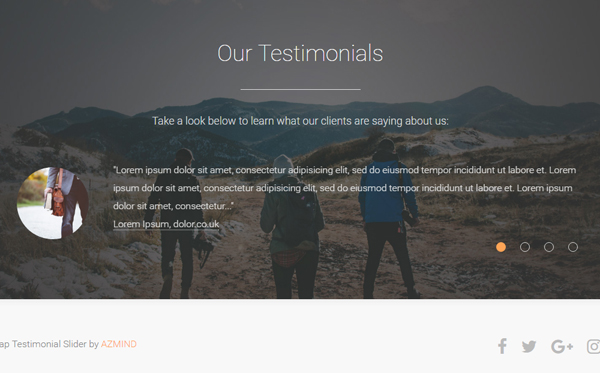 Our Testimonials
Take a look below to learn what our clients are saying about us:
"Lorem ipsum dolor sit amet, consectetur adipisicing elit, sed do eiusmod tempor incididunt ut labore et. Lorem ipsum
dolor sit amet, consectetur adipisicing elit, sed do eiusmod tempor incididunt ut labore et. Lorem ipsum
dolor sit amet, consectetur..."
Lorem Ipsum, dolor.co.uk
ap Testimonial Slider by AZMIND